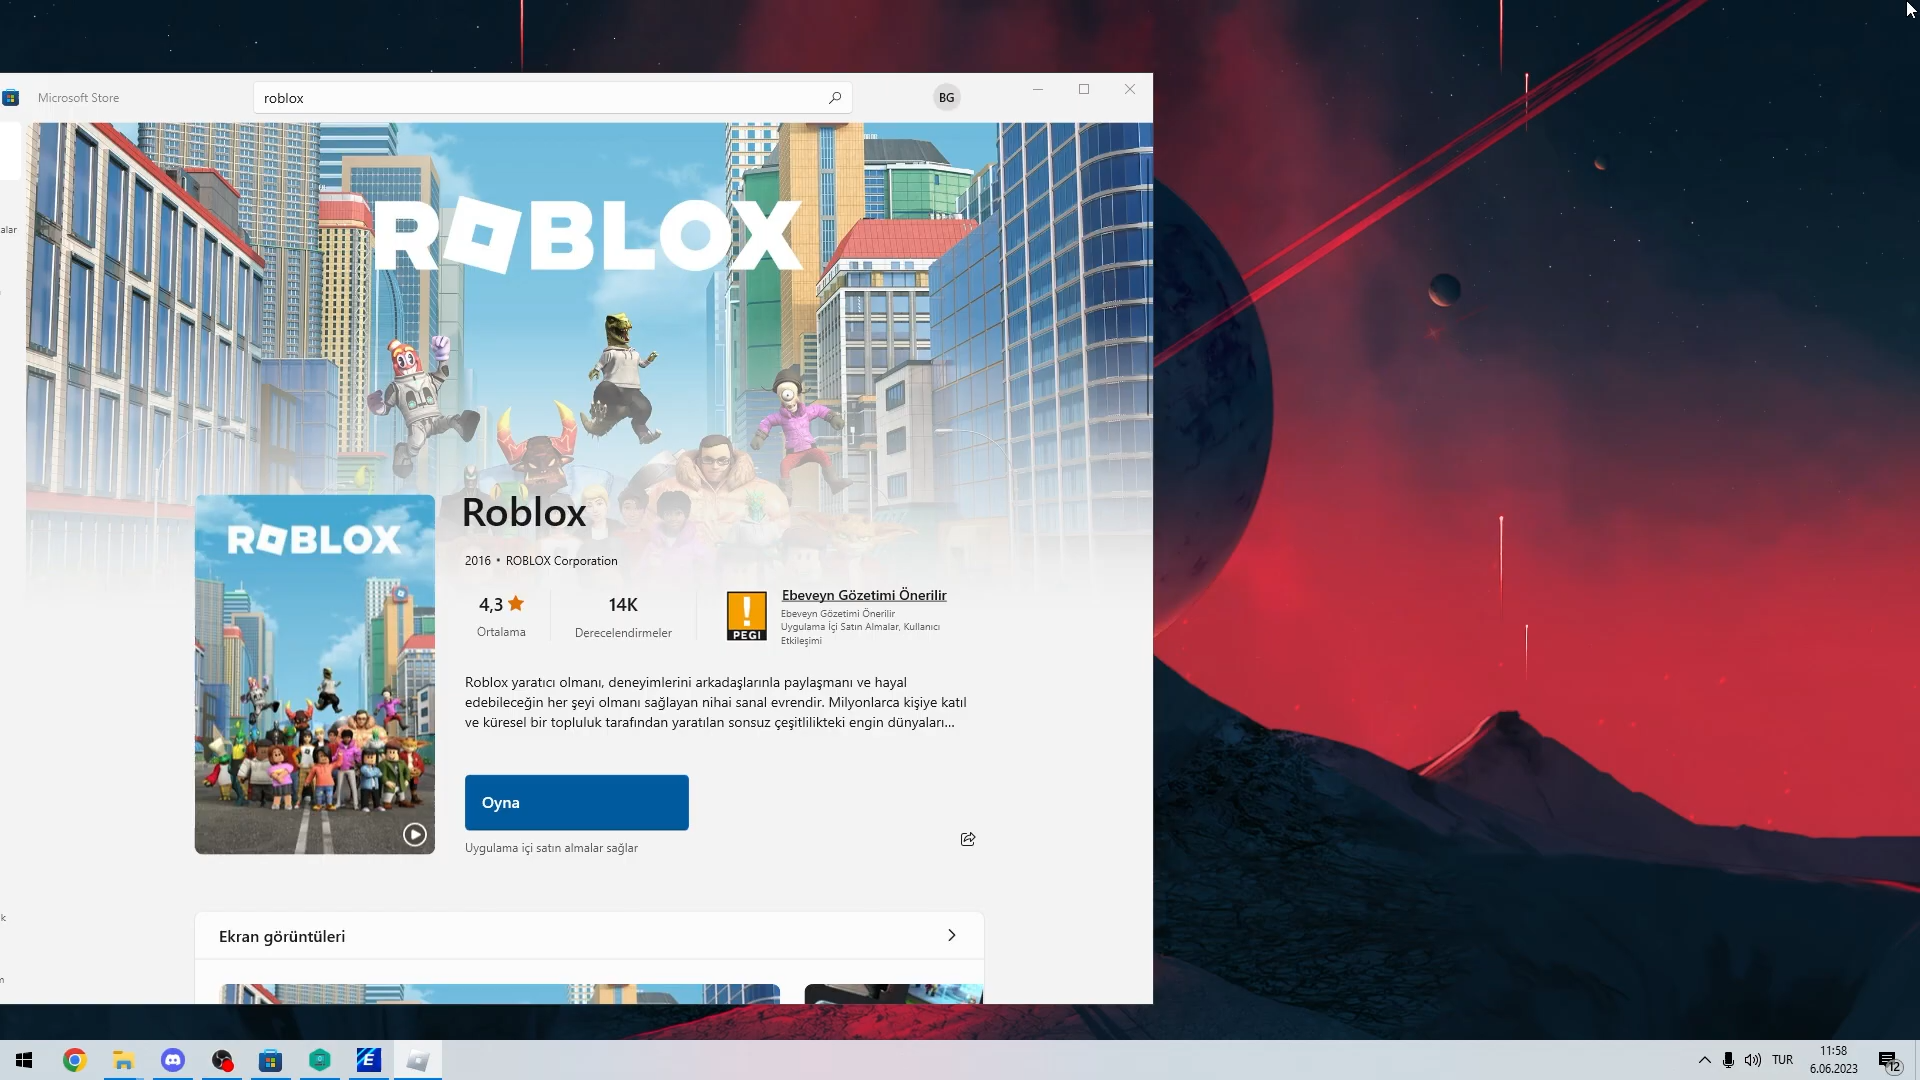 Microsoft Store
roblox
BG
alar
ROBLOX
Roblox
ROBLOX
2016 • ROBLOX Corporation
4,3
14K
Ortalama
Derecelendirmeler
PEGI
Ebeveyn Gözetimi Önerilir
Ebeveyn Gözetimi Önerilir
Uygulama İçi Satın Almalar, Kullanıcı
Etkileşimi
Roblox yaratıcı olmanı, deneyimlerini arkadaşlarınla paylaşmanı ve hayal
edebileceğin her şeyi olmanı sağlayan nihai sanal evrendir. Milyonlarca kişiye katıl
ve küresel bir topluluk tarafından yaratılan sonsuz çeşitlilikteki engin dünyaları...
Oyna
Uygulama içi satın almalar sağlar
k
Ekran görüntüleri
E
TUR
11:58
6.06.2023
12